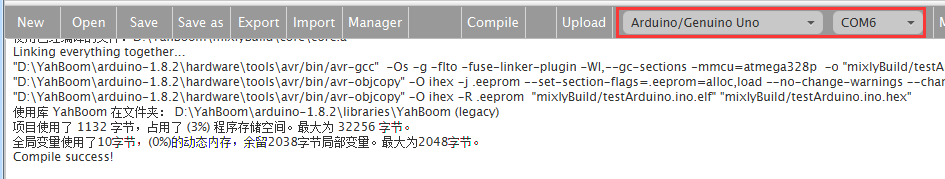 New Open Save Save as Export Import Manager Compile Upload Arduino/Genuino Uno COM6
Linking everything together...
"D:\YahBoom\arduino-1.8.2\hardware\tools\avr/bin/avr-gcc" -Os -g -flto -fuse-linker-plugin -Wl,--gc-sections -mmcu=atmega328p -o "mixlyBuild/testA
"D:\YahBoom\arduino-1.8.2\hardware\tools\avr/bin/avr-objcopy" -O ihex -j .eeprom --set-section-flags=.eeprom=alloc,load --no-change-warnings --char
"D:\YahBoom\arduino-1.8.2\hardware\tools\avr/bin/avr-objcopy" -O ihex -R .eeprom "mixlyBuild/testArduino.ino.elf" "mixlyBuild/testArduino.ino.hex"
使用库 YahBoom 在文件夹: D:\YahBoom\arduino-1.8.2\libraries\YahBoom (legacy)
项目使用了 1132 字节，占用了 (3%) 程序存储空间。最大为 32256 字节。
全局变量使用了10字节，(0%)的动态内存，余留2038字节局部变量。最大为2048字节。
Compile success!